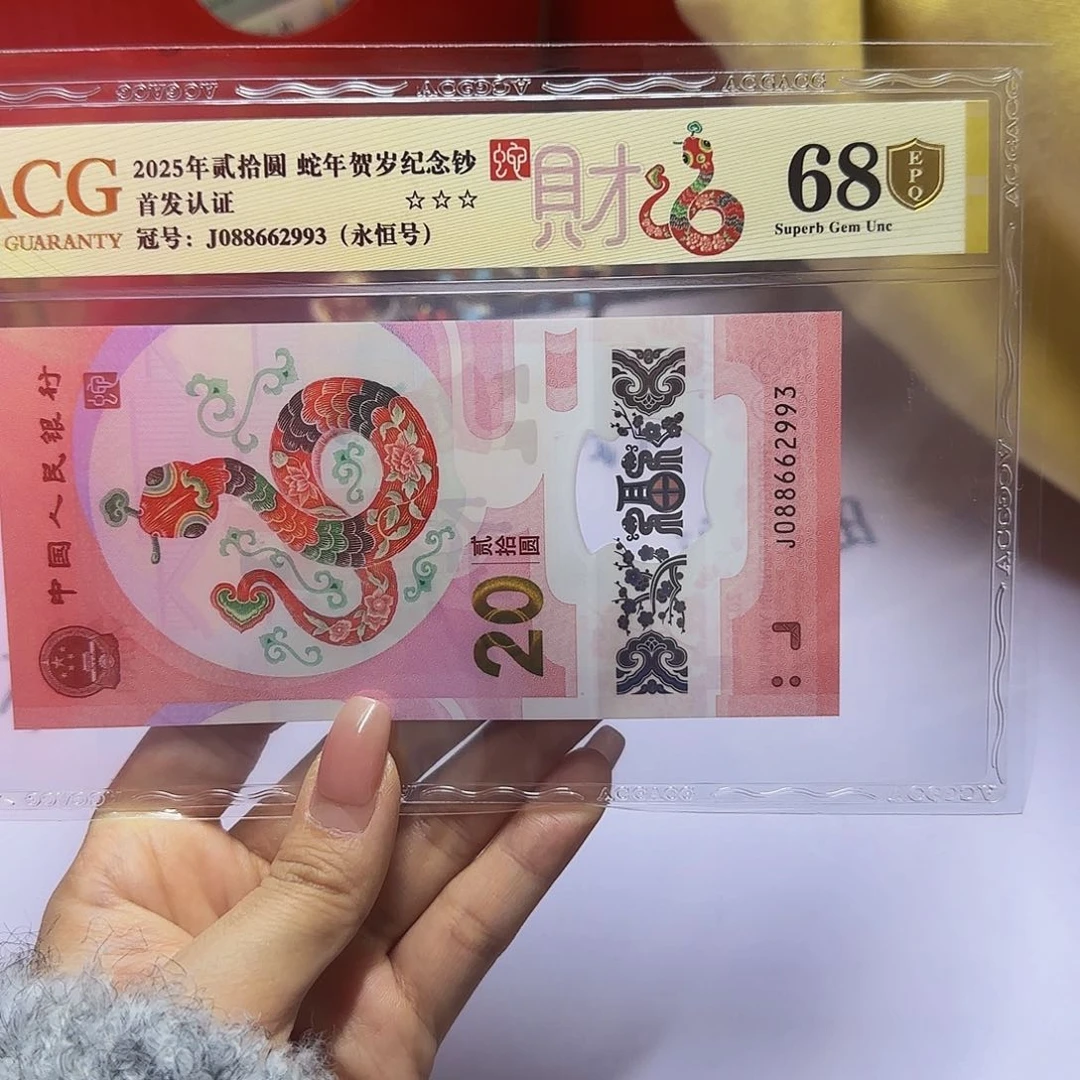 ACG
GUARANTY
2025年贰拾圆 蛇年贺岁纪念钞
首发认证
☆☆☆
冠号：J088662993（永恒号）
財
68
EPQ
Superb Gem Unc
中国人民银行
贰拾圆
20
J088662993